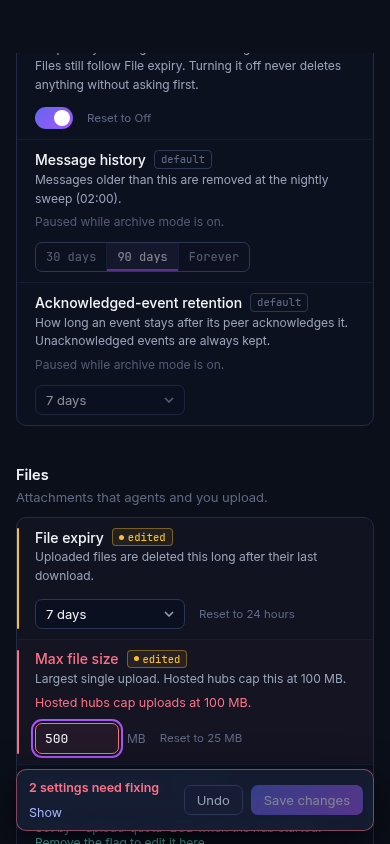 Files still follow File expiry. Turning it off never deletes
anything without asking first.
Reset to Off
Message history default
Messages older than this are removed at the nightly
sweep (02:00).
Paused while archive mode is on.
30 days 90 days Forever
Acknowledged-event retention default
How long an event stays after its peer acknowledges it.
Unacknowledged events are always kept.
Paused while archive mode is on.
7 days
Files
Attachments that agents and you upload.
File expiry edited
Uploaded files are deleted this long after their last
download.
7 days Reset to 24 hours
Max file size edited
Largest single upload. Hosted hubs cap this at 100 MB.
Hosted hubs cap uploads at 100 MB.
500 MB Reset to 25 MB
2 settings need fixing
Show
Undo Save changes
Remove the flag to edit it here